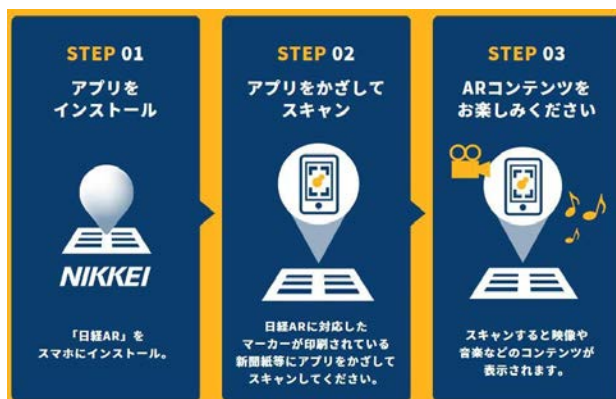 STEP 01
アプリを
インストール
NIKKEI
「日経AR」を
スマホにインストール。
STEP 02
アプリをかざして
スキャン
日経ARに対応した
マーカーが印刷されている
新聞紙等にアプリをかざして
スキャンしてください。
STEP 03
ARコンテンツを
お楽しみください
スキャンすると映像や
音楽などのコンテンツが
表示されます。